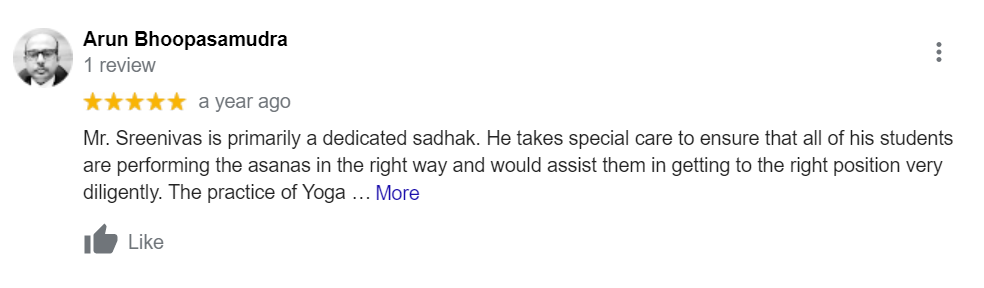 Arun Bhoopasamudra
1 review
a year ago
Mr. Sreenivas is primarily a dedicated sadhak. He takes special care to ensure that all of his students
are performing the asanas in the right way and would assist them in getting to the right position very
diligently. The practice of Yoga … More
Like